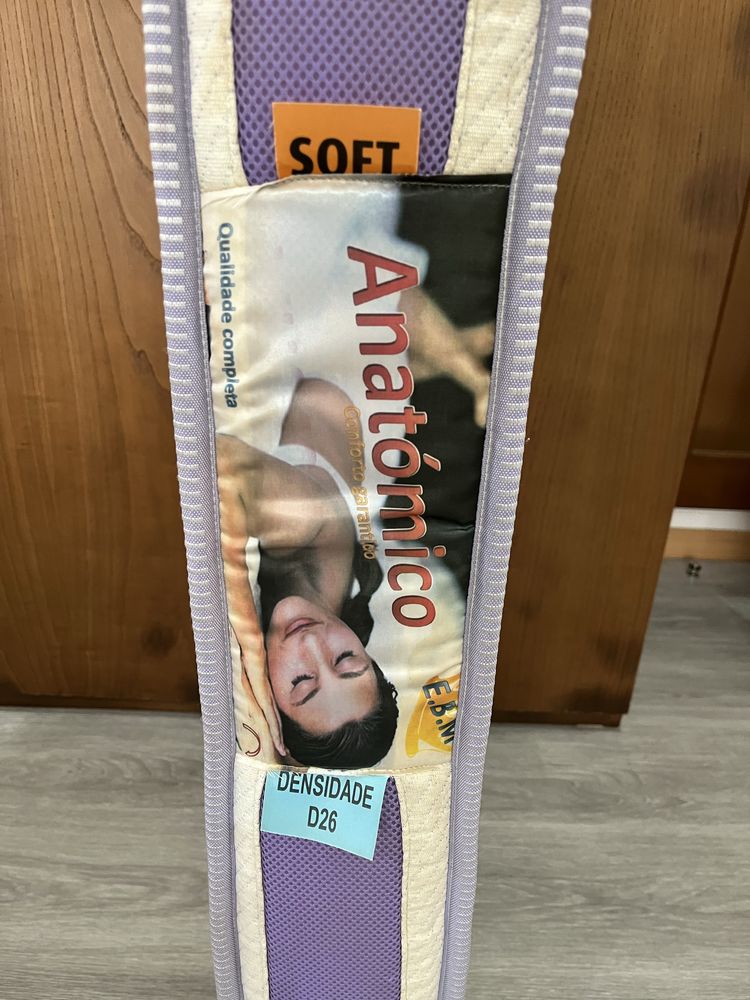 SOFT
Anatómico
Conforto garantido
Qualidade completa
E.B.M
DENSIDADE
D26